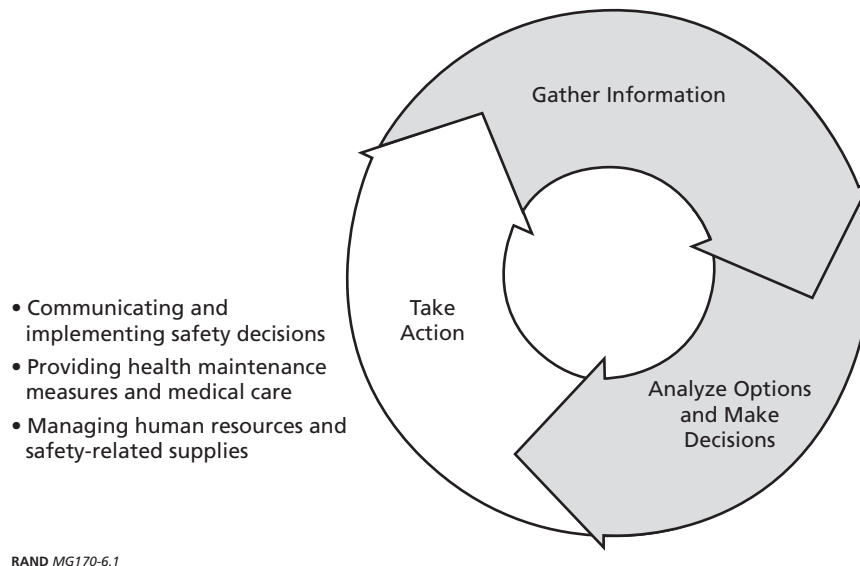 Gather Information
• Communicating and
implementing safety decisions
• Providing health maintenance
measures and medical care
• Managing human resources and
safety-related supplies
Take
Action
Analyze Options
and Make
Decisions
RAND MG170-6.1